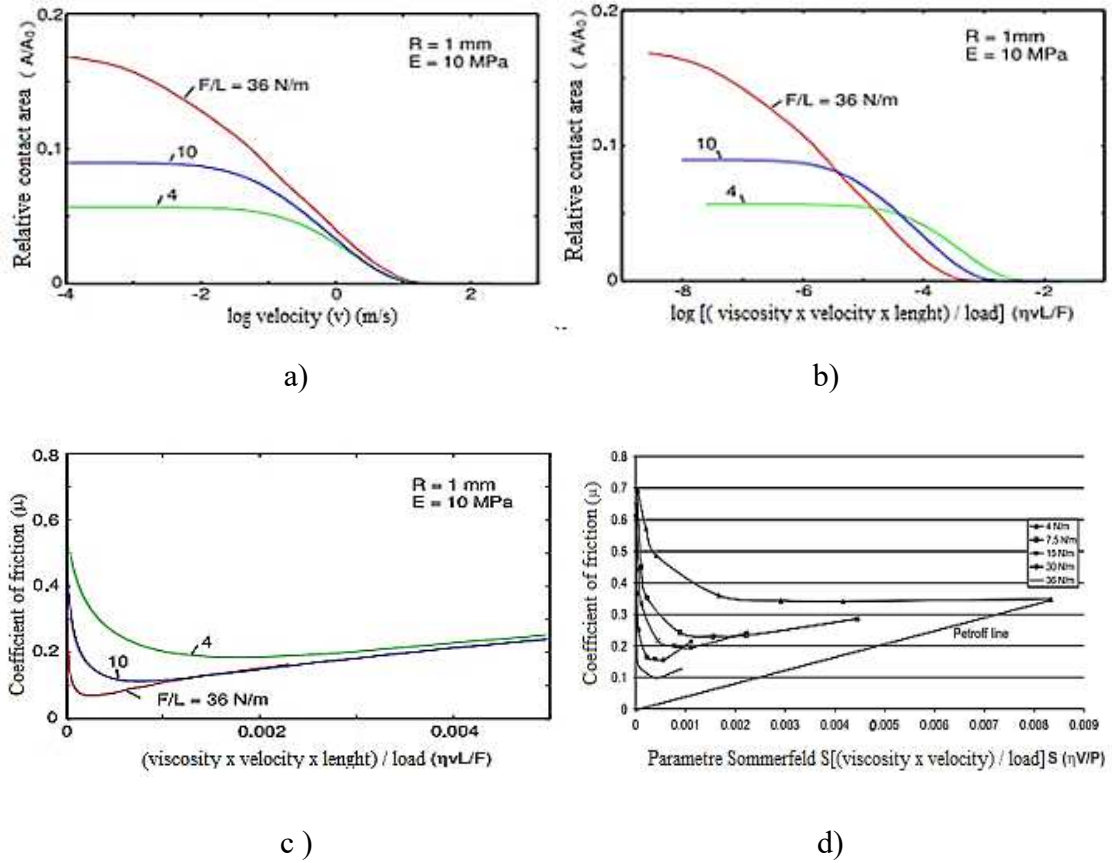 Relative contact area ( A/A₀ )
0.2
0.1
0
R = 1 mm
E = 10 MPa
F/L = 36 N/m
10
4
-4
-2
0
2
log velocity (v) (m/s)
a)
Relative contact area ( A/A₀ )
0.2
0.1
0
R = 1mm
E = 10 MPa
F/L = 36 N/m
10
4
-8
-6
-4
-2
log [( viscosity x velocity x lenght) / load] (ηvL/F)
b)
Coefficient of friction (μ)
0.8
0.6
0.4
0.2
0
R = 1 mm
E = 10 MPa
4
10
F/L = 36 N/m
0
0.002
0.004
(viscosity x velocity x lenght) / load (ηvL/F)
c )
Coefficient of friction (μ)
0.8
0.7
0.6
0.5
0.4
0.3
0.2
0.1
0
4 N/m
7,5 N/m
15 N/m
30 N/m
36 N/m
Petroff line
0
0.001
0.002
0.003
0.004
0.005
0.006
0.007
0.008
0.009
Parametre Sommerfeld S[(viscosity x velocity) / load] S (ηV/P)
d)